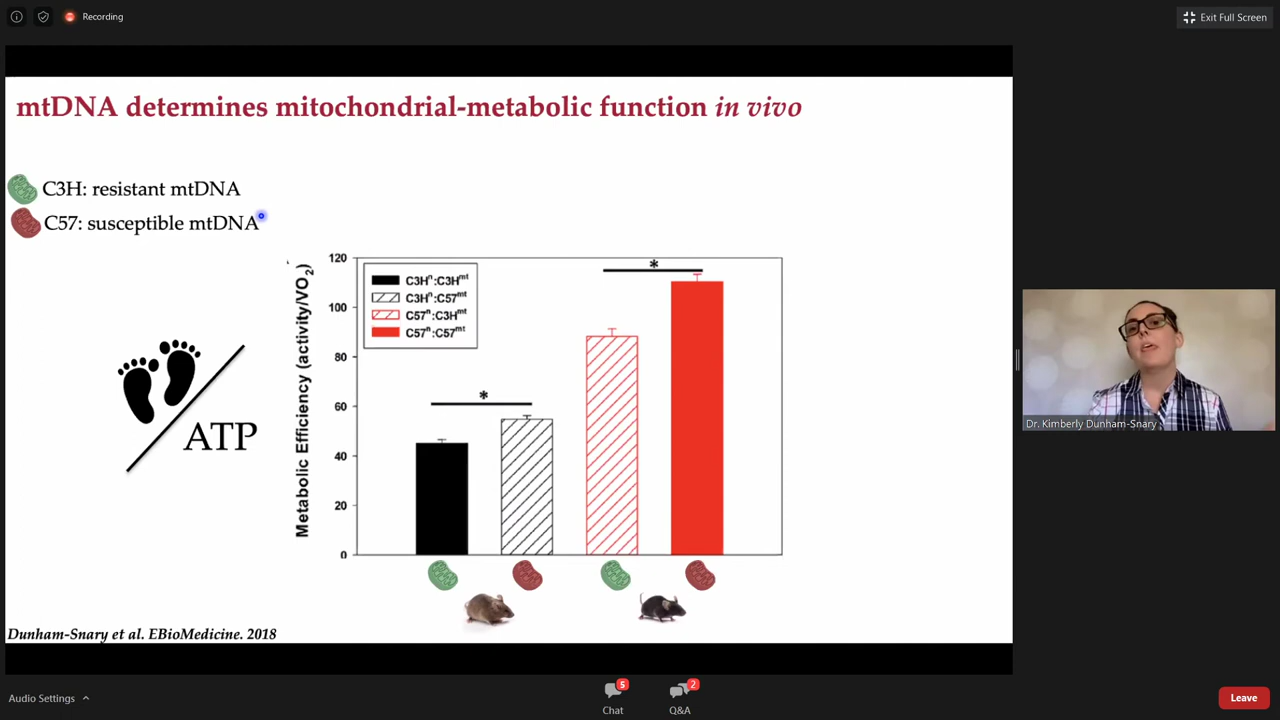 Recording
Exit Full Screen
mtDNA determines mitochondrial-metabolic function in vivo
C3H: resistant mtDNA
C57: susceptible mtDNA
120
100
80
60
40
20
0
Metabolic Efficiency (activity/VO₂)
C3Hⁿ:C3Hᵐᵗ
C3Hⁿ:C57ᵐᵗ
C57ⁿ:C3Hᵐᵗ
C57ⁿ:C57ᵐᵗ
*
*
ATP
Dunham-Snary et al. EBioMedicine. 2018
Dr. Kimberly Dunham-Snary
Audio Settings
5
Chat
2
Q&A
Leave